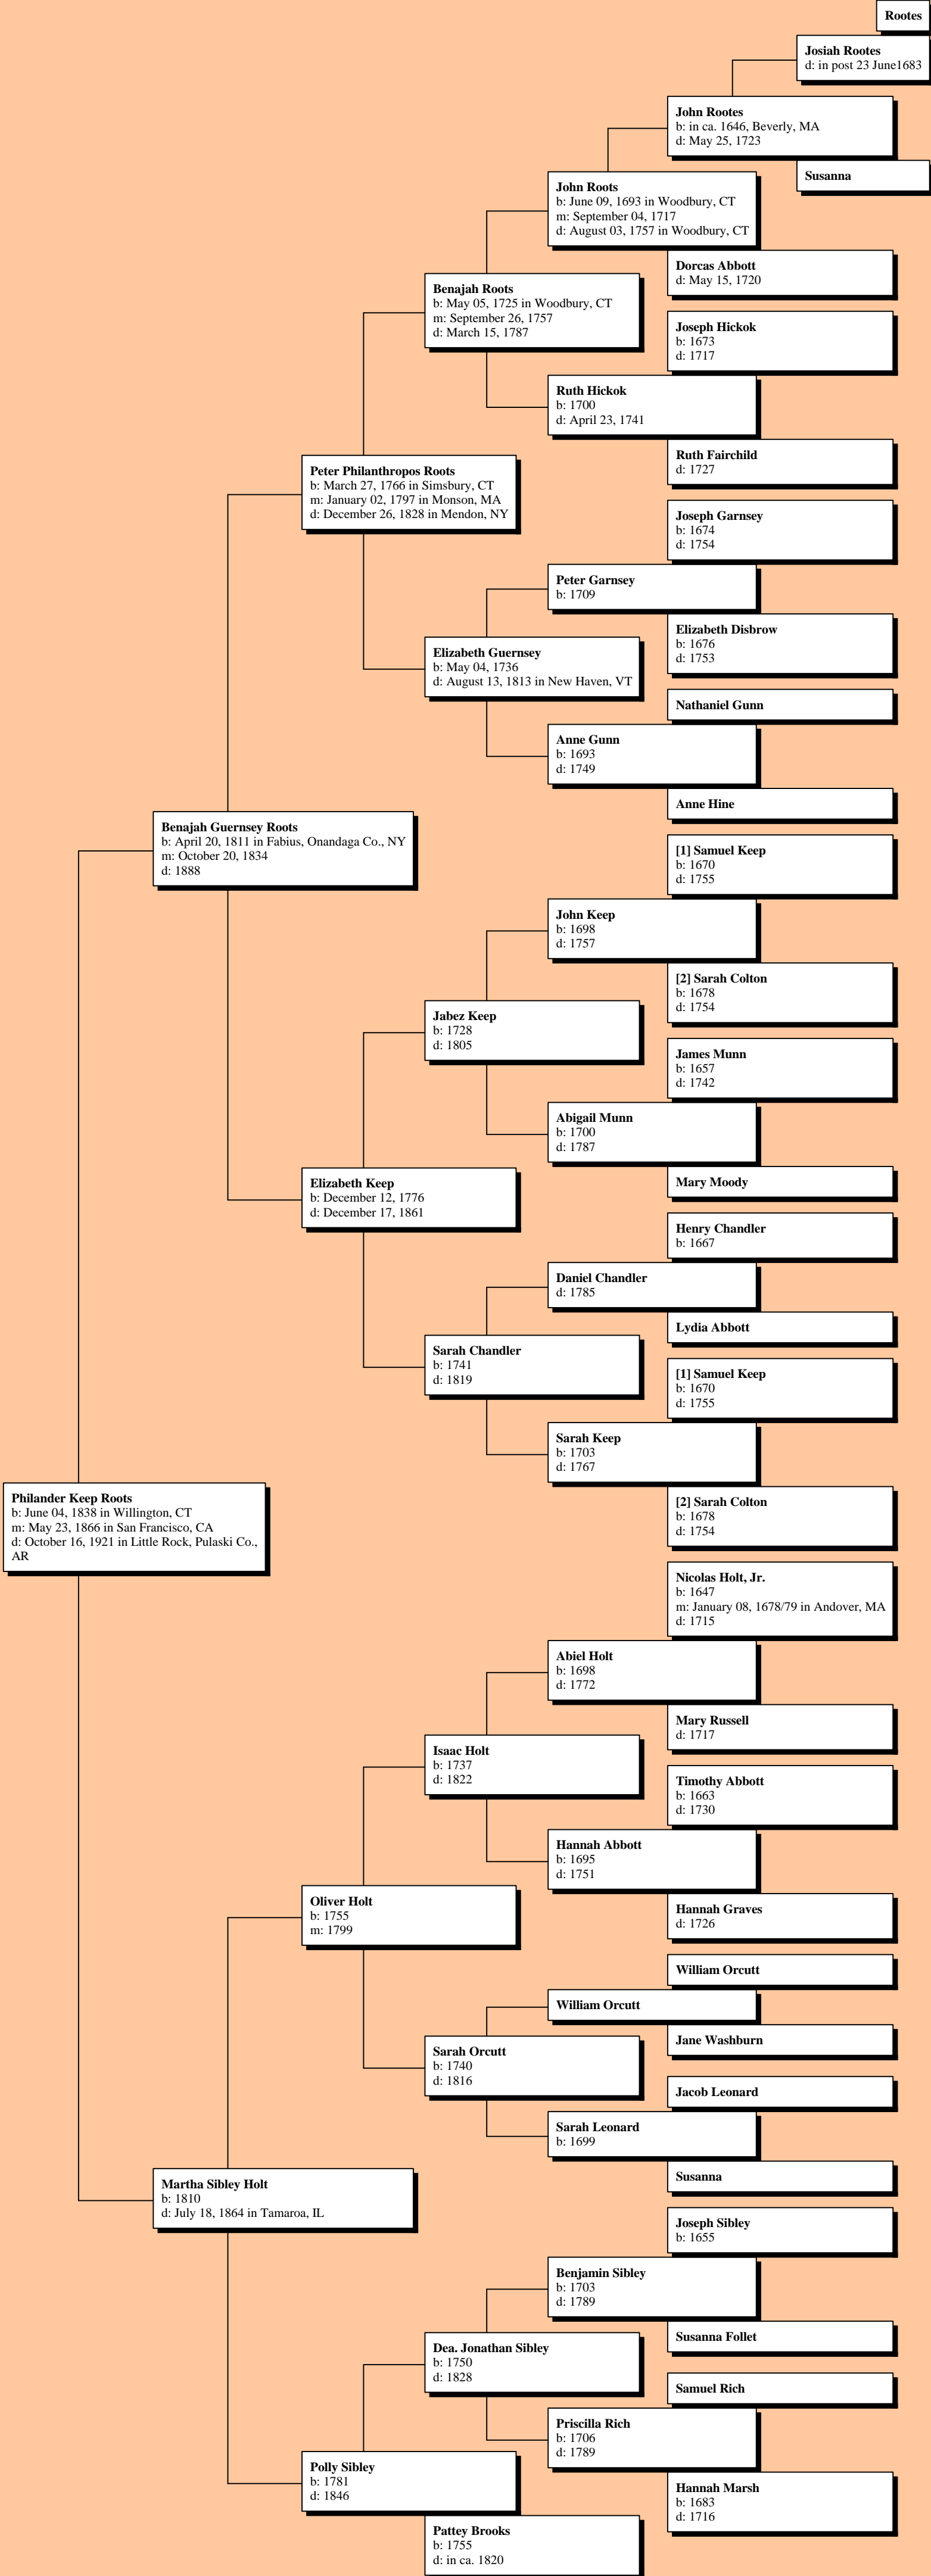 Rootes
Josiah Rootes
d: in post 23 June1683
John Rootes
b: in ca. 1646, Beverly, MA
d: May 25, 1723
Susanna
John Roots
b: June 09, 1693 in Woodbury, CT
m: September 04, 1717
d: August 03, 1757 in Woodbury, CT
Dorcas Abbott
d: May 15, 1720
Benajah Roots
b: May 05, 1725 in Woodbury, CT
m: September 26, 1757
d: March 15, 1787
Joseph Hickok
b: 1673
d: 1717
Ruth Hickok
b: 1700
d: April 23, 1741
Ruth Fairchild
d: 1727
Peter Philanthropos Roots
b: March 27, 1766 in Simsbury, CT
m: January 02, 1797 in Monson, MA
d: December 26, 1828 in Mendon, NY
Joseph Garnsey
b: 1674
d: 1754
Peter Garnsey
b: 1709
Elizabeth Disbrow
b: 1676
d: 1753
Elizabeth Guernsey
b: May 04, 1736
d: August 13, 1813 in New Haven, VT
Nathaniel Gunn
Anne Gunn
b: 1693
d: 1749
Anne Hine
Benajah Guernsey Roots
b: April 20, 1811 in Fabius, Onandaga Co., NY
m: October 20, 1834
d: 1888
[1] Samuel Keep
b: 1670
d: 1755
John Keep
b: 1698
d: 1757
[2] Sarah Colton
b: 1678
d: 1754
Jabez Keep
b: 1728
d: 1805
James Munn
b: 1657
d: 1742
Abigail Munn
b: 1700
d: 1787
Mary Moody
Elizabeth Keep
b: December 12, 1776
d: December 17, 1861
Henry Chandler
b: 1667
Daniel Chandler
d: 1785
Lydia Abbott
Sarah Chandler
b: 1741
d: 1819
[1] Samuel Keep
b: 1670
d: 1755
Sarah Keep
b: 1703
d: 1767
[2] Sarah Colton
b: 1678
d: 1754
Philander Keep Roots
b: June 04, 1838 in Willington, CT
m: May 23, 1866 in San Francisco, CA
d: October 16, 1921 in Little Rock, Pulaski Co.,
AR
Nicolas Holt, Jr.
b: 1647
m: January 08, 1678/79 in Andover, MA
d: 1715
Abiel Holt
b: 1698
d: 1772
Mary Russell
d: 1717
Isaac Holt
b: 1737
d: 1822
Timothy Abbott
b: 1663
d: 1730
Hannah Abbott
b: 1695
d: 1751
Hannah Graves
d: 1726
Oliver Holt
b: 1755
m: 1799
William Orcutt
William Orcutt
Jane Washburn
Sarah Orcutt
b: 1740
d: 1816
Jacob Leonard
Sarah Leonard
b: 1699
Susanna
Martha Sibley Holt
b: 1810
d: July 18, 1864 in Tamaroa, IL
Joseph Sibley
b: 1655
Benjamin Sibley
b: 1703
d: 1789
Susanna Follet
Dea. Jonathan Sibley
b: 1750
d: 1828
Samuel Rich
Priscilla Rich
b: 1706
d: 1789
Hannah Marsh
b: 1683
d: 1716
Polly Sibley
b: 1781
d: 1846
Pattey Brooks
b: 1755
d: in ca. 1820